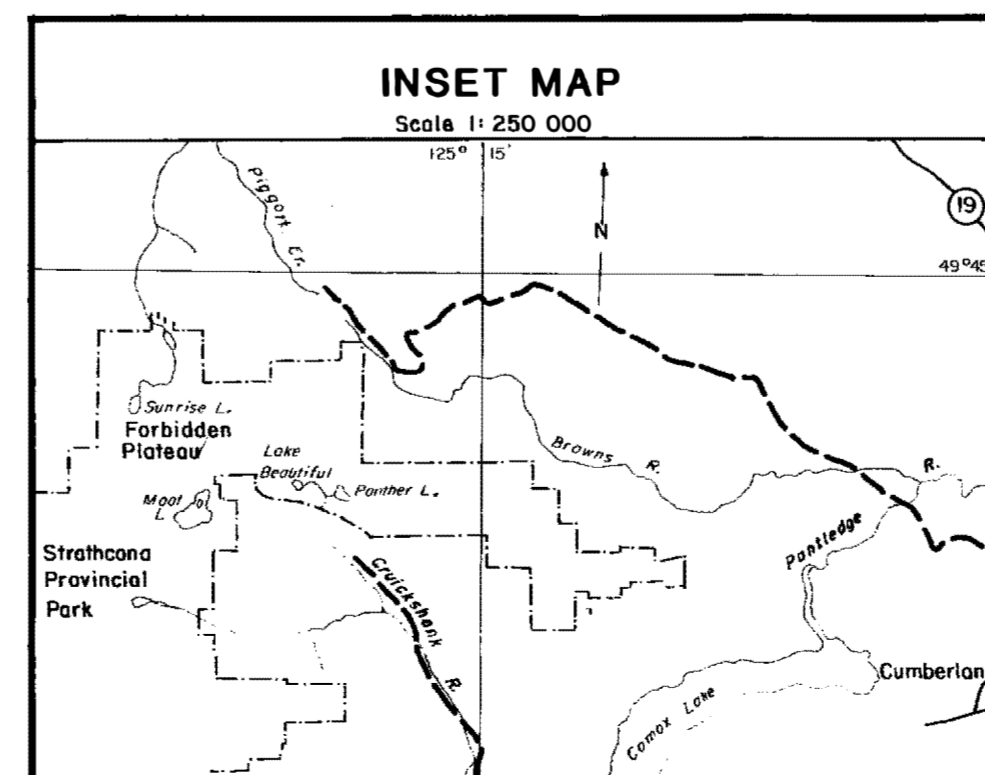 INSET MAP
Scale 1: 250 000
125° 15'
Piggott Cr.
N
19
49°45
Sunrise L.
Forbidden
Plateau
Lake
Beautiful
Panther L.
Moat
L.
Browns R.
R.
Puntledge
Strathcona
Provincial
Park
Cruickshank
R.
Comox Lake
Cumberlan